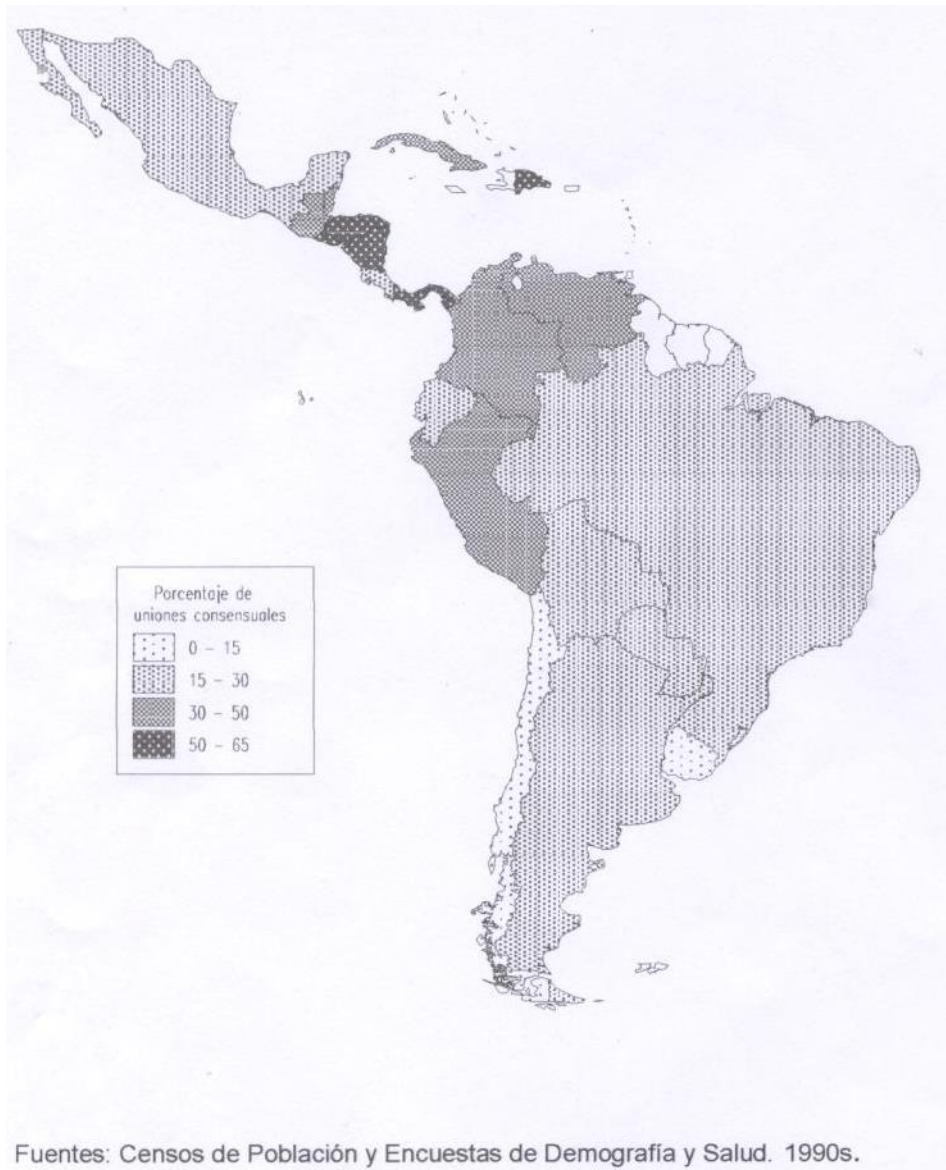 Porcentaje de
uniones consensuales
0 – 15
15 – 30
30 – 50
50 – 65
Fuentes: Censos de Población y Encuestas de Demografía y Salud. 1990s.